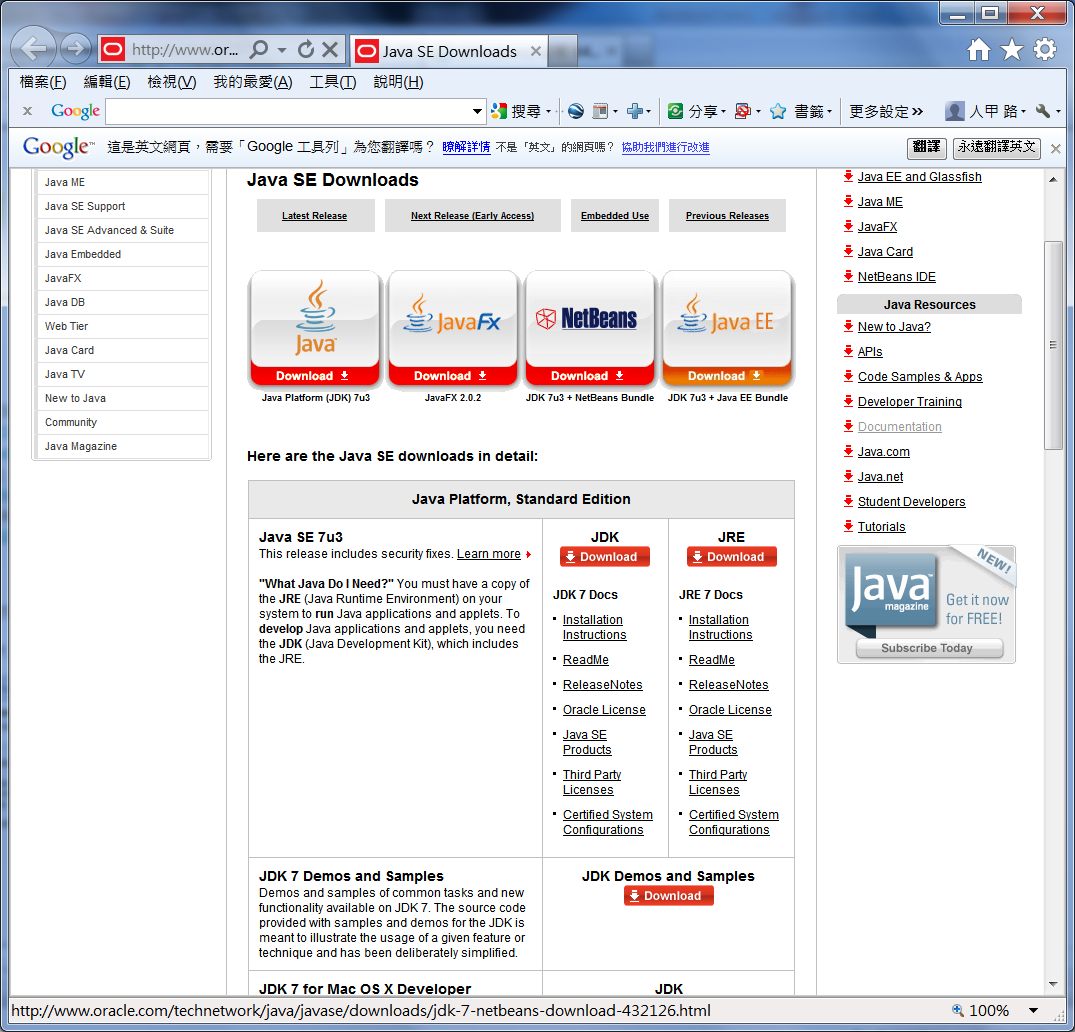 http://www.or...
Java SE Downloads
檔案(F) 編輯(E) 檢視(V) 我的最愛(A) 工具(T) 說明(H)
x Google 搜尋 分享 書籤 更多設定 人甲 路
Google 這是英文網頁，需要「Google 工具列」為您翻譯嗎？ 瞭解詳情 不是「英文」的網頁嗎？ 協助我們進行改進 翻譯 永遠翻譯英文
Java ME
Java SE Support
Java SE Advanced & Suite
Java Embedded
JavaFX
Java DB
Web Tier
Java Card
Java TV
New to Java
Community
Java Magazine
Java SE Downloads
Latest Release
Next Release (Early Access)
Embedded Use
Previous Releases
Java
Download
Java Platform (JDK) 7u3
JavaFX
Download
JavaFX 2.0.2
NetBeans
Download
JDK 7u3 + NetBeans Bundle
Java EE
Download
JDK 7u3 + Java EE Bundle
Here are the Java SE downloads in detail:
Java Platform, Standard Edition
Java SE 7u3
This release includes security fixes. Learn more
"What Java Do I Need?" You must have a copy of
the JRE (Java Runtime Environment) on your
system to run Java applications and applets. To
develop Java applications and applets, you need
the JDK (Java Development Kit), which includes
the JRE.
JDK
Download
JDK 7 Docs
Installation
Instructions
ReadMe
ReleaseNotes
Oracle License
Java SE
Products
Third Party
Licenses
Certified System
Configurations
JRE
Download
JRE 7 Docs
Installation
Instructions
ReadMe
ReleaseNotes
Oracle License
Java SE
Products
Third Party
Licenses
Certified System
Configurations
JDK 7 Demos and Samples
Demos and samples of common tasks and new
functionality available on JDK 7. The source code
provided with samples and demos for the JDK is
meant to illustrate the usage of a given feature or
technique and has been deliberately simplified.
JDK Demos and Samples
Download
JDK 7 for Mac OS X Developer
JDK
Java EE and Glassfish
Java ME
JavaFX
Java Card
NetBeans IDE
Java Resources
New to Java?
APIs
Code Samples & Apps
Developer Training
Documentation
Java.com
Java.net
Student Developers
Tutorials
NEW!
Java
magazine
Get it now
for FREE!
Subscribe Today
http://www.oracle.com/technetwork/java/javase/downloads/jdk-7-netbeans-download-432126.html
100%